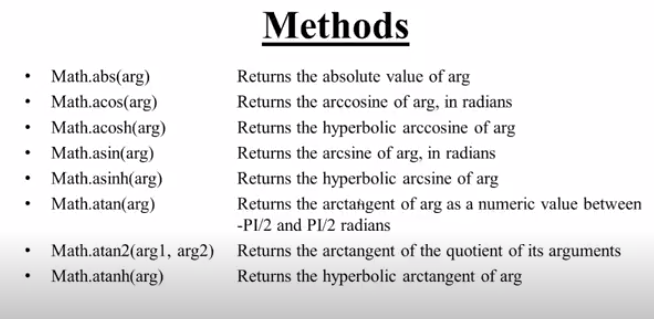 Methods
• Math.abs(arg) Returns the absolute value of arg
• Math.acos(arg) Returns the arccosine of arg, in radians
• Math.acosh(arg) Returns the hyperbolic arccosine of arg
• Math.asin(arg) Returns the arcsine of arg, in radians
• Math.asinh(arg) Returns the hyperbolic arcsine of arg
• Math.atan(arg) Returns the arctangent of arg as a numeric value between
-PI/2 and PI/2 radians
• Math.atan2(arg1, arg2) Returns the arctangent of the quotient of its arguments
• Math.atanh(arg) Returns the hyperbolic arctangent of arg